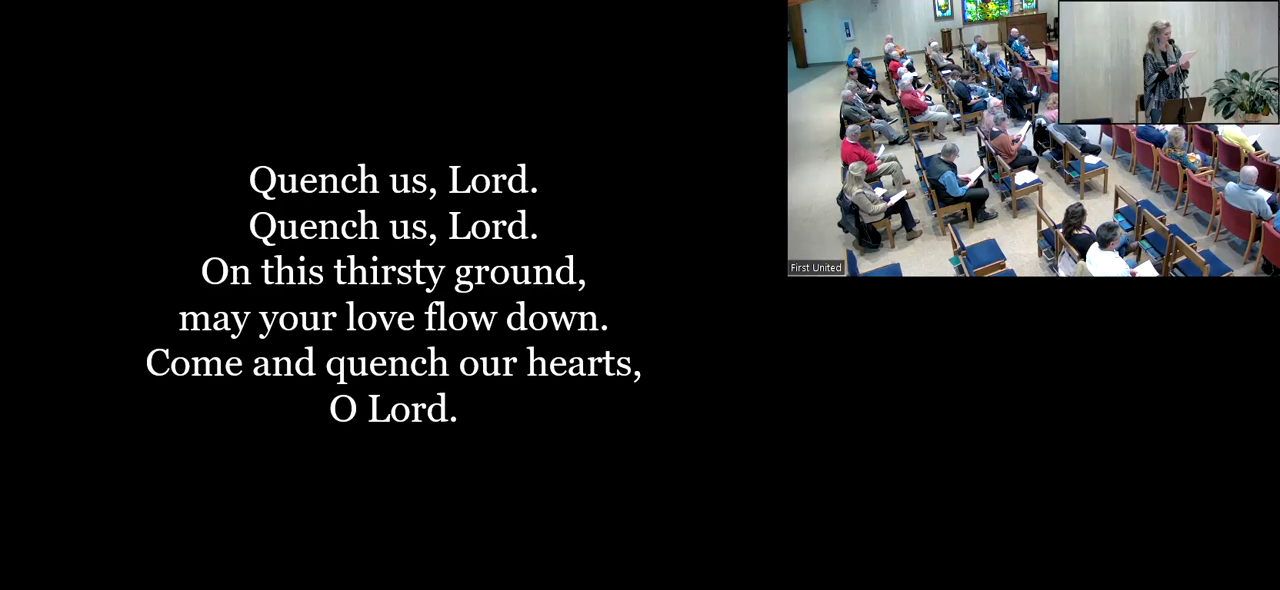 Quench us, Lord.
Quench us, Lord.
On this thirsty ground,
may your love flow down.
Come and quench our hearts,
O Lord.
First United